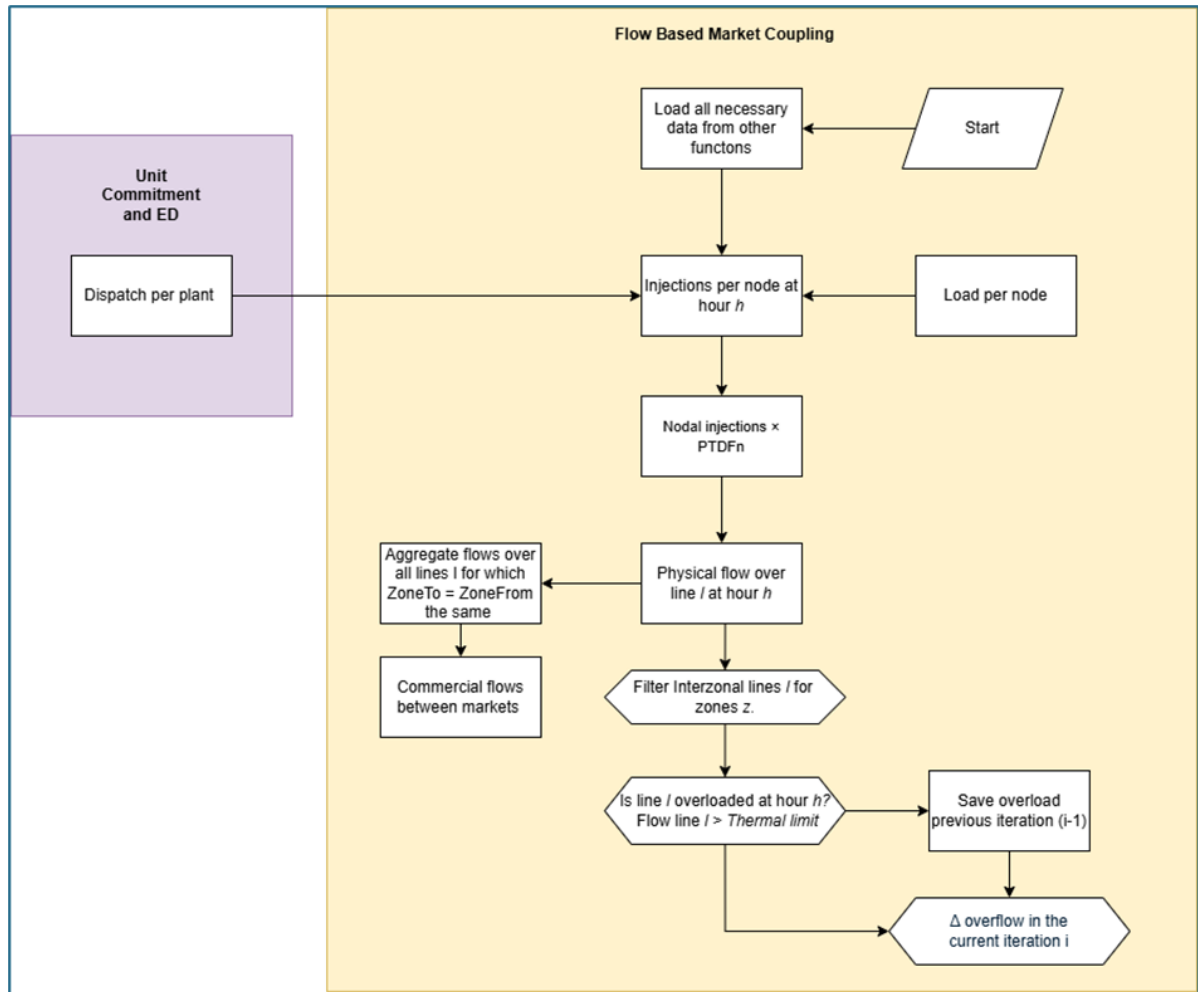 Flow Based Market Coupling
Load all necessary
data from other
functon​s
Start
Unit
Commitment
and ED
Dispatch per plant
Injections per node at
hour h
Load per node
Nodal injections ×
PTDFn
Aggregate flows over
all lines l for which
ZoneTo = ZoneFrom
the same
Physical flow over
line l at hour h
Commercial flows
between markets
Filter Interzonal lines l for
zones z.
Is line l overloaded at hour h?
Flow line l > Thermal limit
Save overload
previous iteration (i-1)
Δ overflow in the
current iteration i